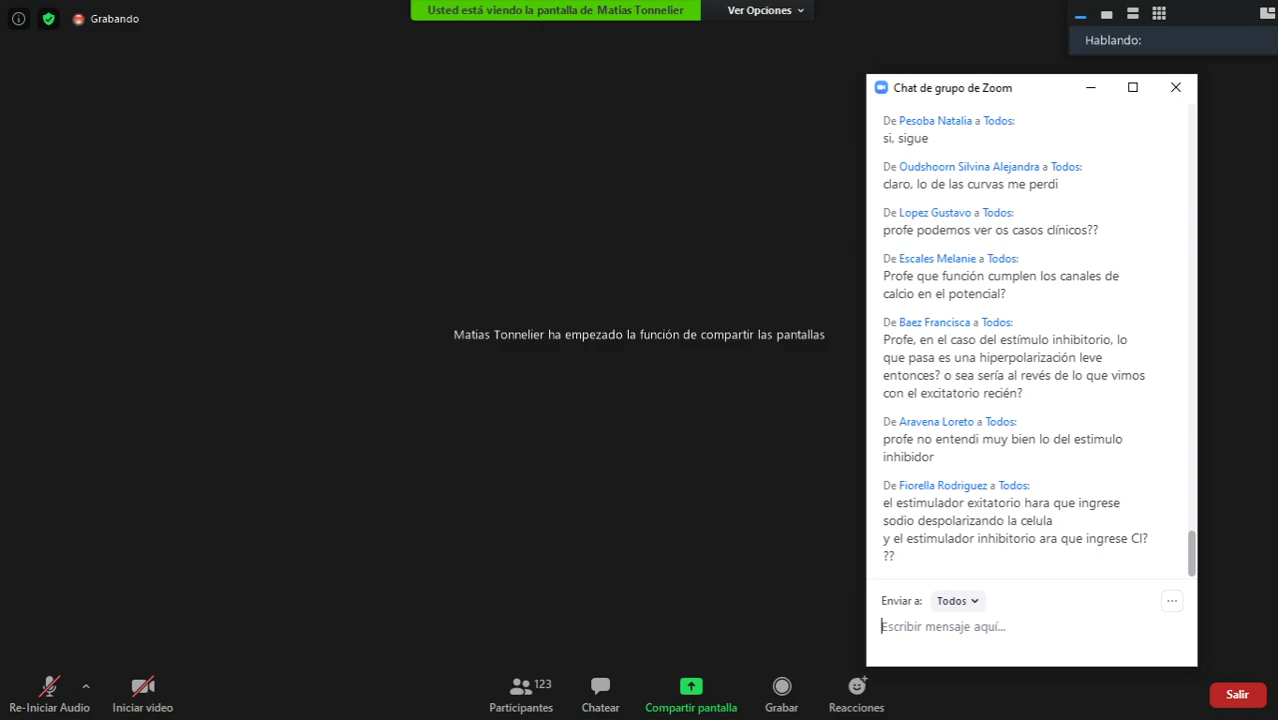 Grabando
Usted está viendo la pantalla de Matias Tonnelier
Ver Opciones
Hablando:
Chat de grupo de Zoom
De Pesoba Natalia a Todos:
si, sigue
De Oudshoorn Silvina Alejandra a Todos:
claro, lo de las curvas me perdi
De Lopez Gustavo a Todos:
profe podemos ver os casos clínicos??
De Escales Melanie a Todos:
Profe que función cumplen los canales de
calcio en el potencial?
De Baez Francisca a Todos:
Profe, en el caso del estímulo inhibitorio, lo
que pasa es una hiperpolarización leve
entonces? o sea sería al revés de lo que vimos
con el excitatorio recién?
De Aravena Loreto a Todos:
profe no entendi muy bien lo del estimulo
inhibidor
De Fiorella Rodriguez a Todos:
el estimulador exitatorio hara que ingrese
sodio despolarizando la celula
y el estimulador inhibitorio ara que ingrese Cl?
??
Matias Tonnelier ha empezado la función de compartir las pantallas
Enviar a: Todos
Escribir mensaje aquí...
Re-Iniciar Audio
Iniciar video
123
Participantes
Chatear
Compartir pantalla
Grabar
Reacciones
Salir